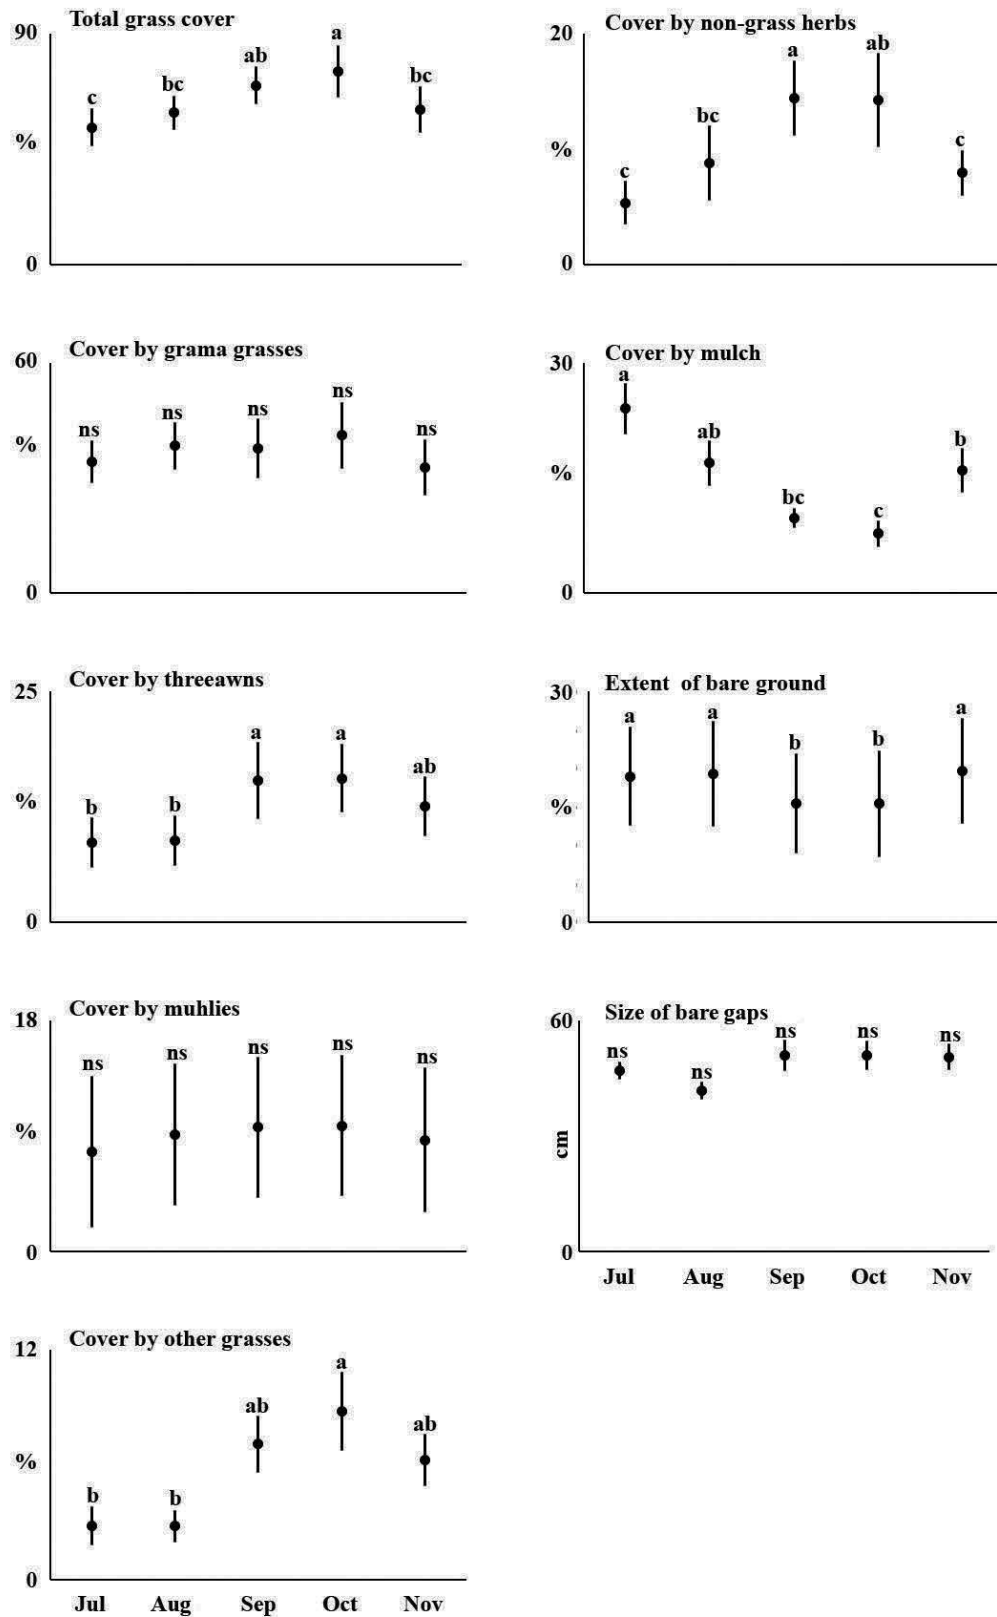 Total grass cover
90
c
bc
ab
a
bc
%
0
Cover by non-grass herbs
20
c
bc
a
ab
c
%
0
Cover by grama grasses
60
ns
ns
ns
ns
ns
%
0
Cover by mulch
30
a
ab
bc
c
b
%
0
Cover by threeawns
25
b
b
a
a
ab
%
0
Extent of bare ground
30
a
a
b
b
a
%
0
Cover by muhlies
18
ns
ns
ns
ns
ns
%
0
Size of bare gaps
60
ns
ns
ns
ns
ns
cm
0
Jul Aug Sep Oct Nov
Cover by other grasses
12
b
b
ab
a
ab
%
0
Jul Aug Sep Oct Nov